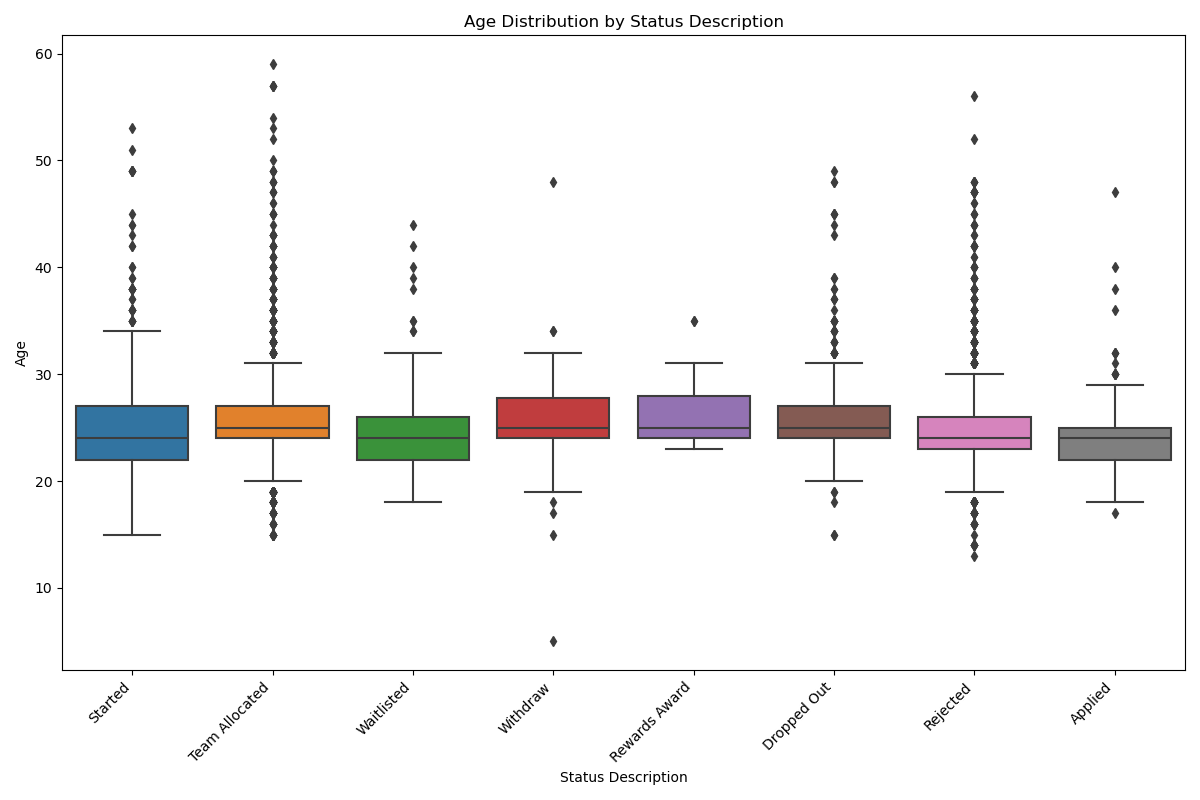 Age Distribution by Status Description
60
50
40
30
20
10
Age
Started
Team Allocated
Waitlisted
Withdraw
Rewards Award
Dropped Out
Rejected
Applied
Status Description